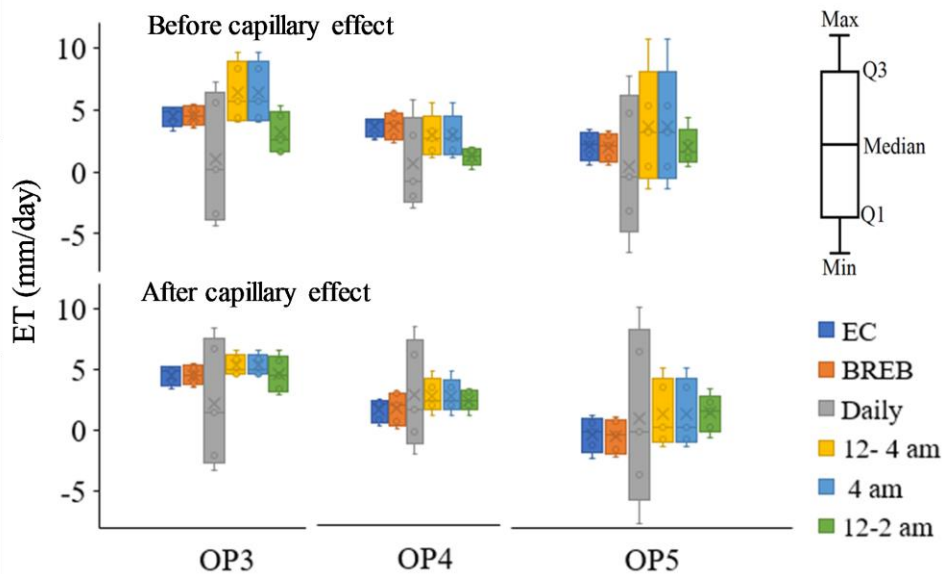 Before capillary effect
10
5
0
-5
After capillary effect
10
5
0
-5
ET (mm/day)
OP3 OP4 OP5
Max
Q3
Median
Q1
Min
EC
BREB
Daily
12- 4 am
4 am
12-2 am